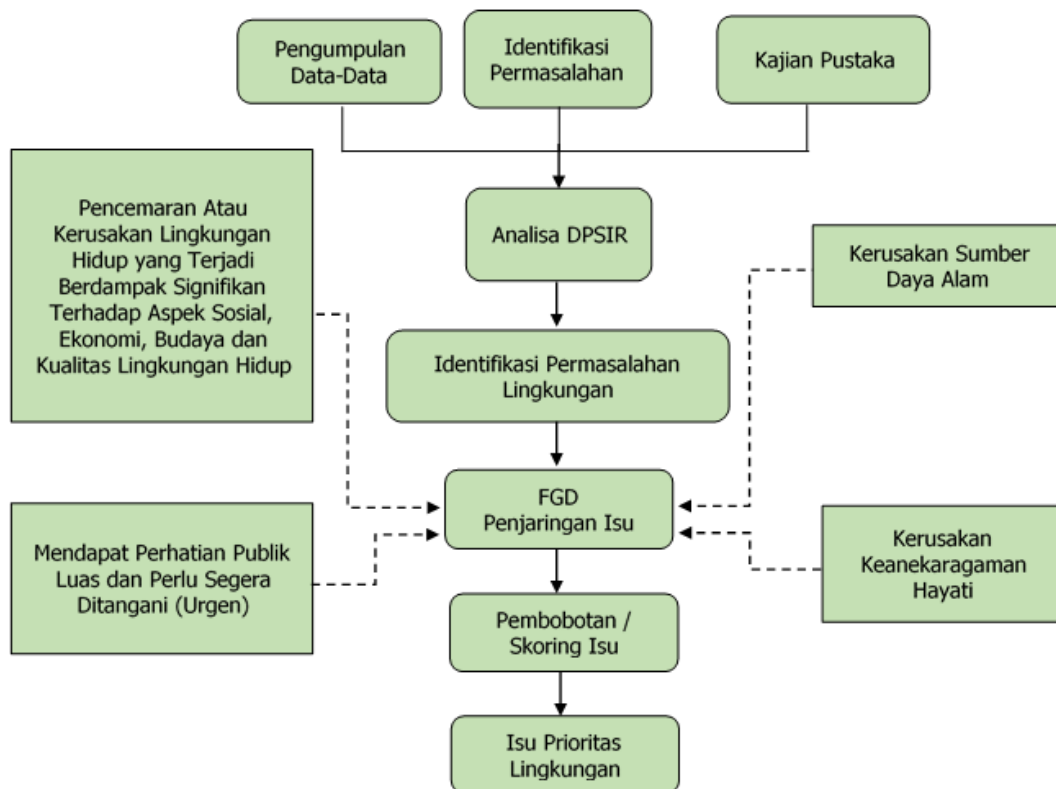 Pengumpulan
Data-Data
Identifikasi
Permasalahan
Kajian Pustaka
Pencemaran Atau
Kerusakan Lingkungan
Hidup yang Terjadi
Berdampak Signifikan
Terhadap Aspek Sosial,
Ekonomi, Budaya dan
Kualitas Lingkungan Hidup
Analisa DPSIR
Kerusakan Sumber
Daya Alam
Identifikasi Permasalahan
Lingkungan
FGD
Penjaringan Isu
Mendapat Perhatian Publik
Luas dan Perlu Segera
Ditangani (Urgen)
Kerusakan
Keanekaragaman
Hayati
Pembobotan /
Skoring Isu
Isu Prioritas
Lingkungan